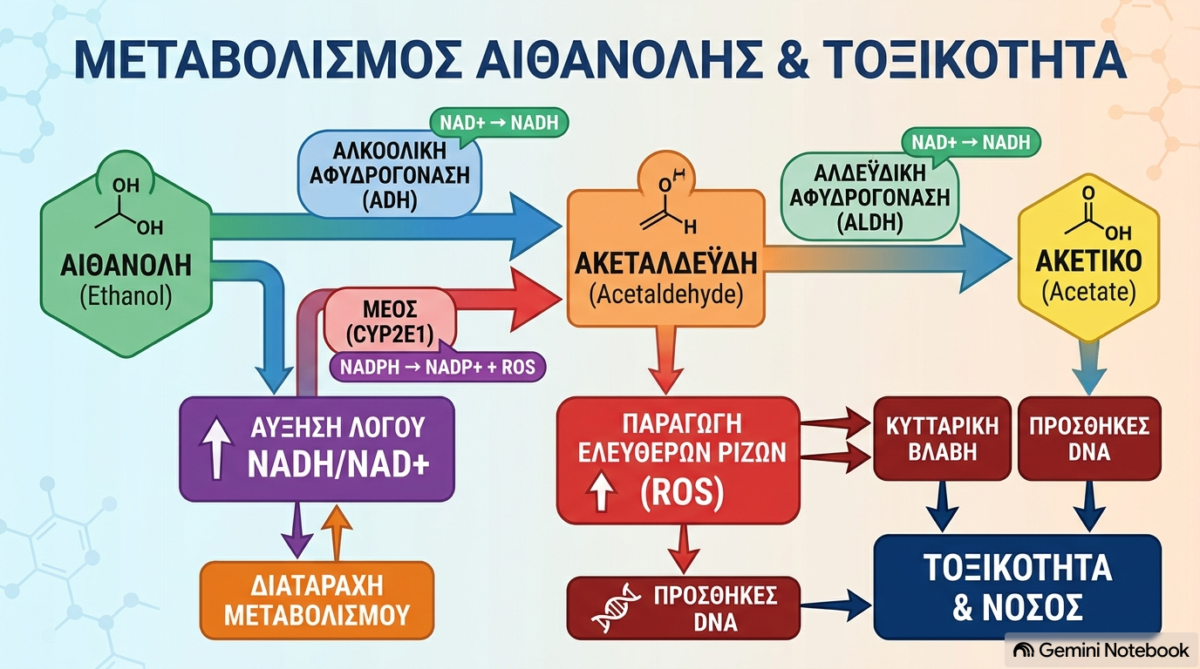 ΜΕΤΑΒΟΛΙΣΜΟΣ ΑΙΘΑΝΟΛΗΣ & ΤΟΞΙΚΟΤΗΤΑ
NAD+ → NADH
ΑΛΚΟΟΛΙΚΗ
ΑΦΥΔΡΟΓΟΝΑΣΗ
(ADH)
NAD+ → NADH
ΑΛΔΕΫΔΙΚΗ
ΑΦΥΔΡΟΓΟΝΑΣΗ
(ALDH)
OH
OH
ΑΙΘΑΝΟΛΗ
(Ethanol)
O H
H
ΑΚΕΤΑΛΔΕΫΔΗ
(Acetaldehyde)
O
OH
ΑΚΕΤΙΚΟ
(Acetate)
ΜΕΟΣ
(CYP2E1)
NADPH → NADP+ + ROS
ΑΥΞΗΣΗ ΛΟΓΟΥ
NADH/NAD+
ΔΙΑΤΑΡΑΧΗ
ΜΕΤΑΒΟΛΙΣΜΟΥ
ΠΑΡΑΓΩΓΗ
ΕΛΕΥΘΕΡΩΝ ΡΙΖΩΝ
(ROS)
ΚΥΤΤΑΡΙΚΗ
ΒΛΑΒΗ
ΠΡΟΣΘΗΚΕΣ
DNA
ΠΡΟΣΘΗΚΕΣ
DNA
ΤΟΞΙΚΟΤΗΤΑ
& ΝΟΣΟΣ
Gemini Notebook